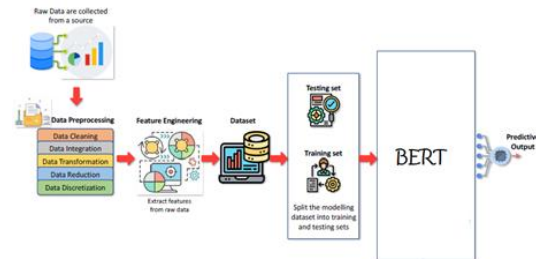 Raw Data are collected
from a source
Data Preprocessing
Data Cleaning
Data Integration
Data Transformation
Data Reduction
Data Discretization
Feature Engineering
Extract features
from raw data
Dataset
Testing set
Training set
Split the modelling
dataset into training
and testing sets
BERT
Predictive
Output